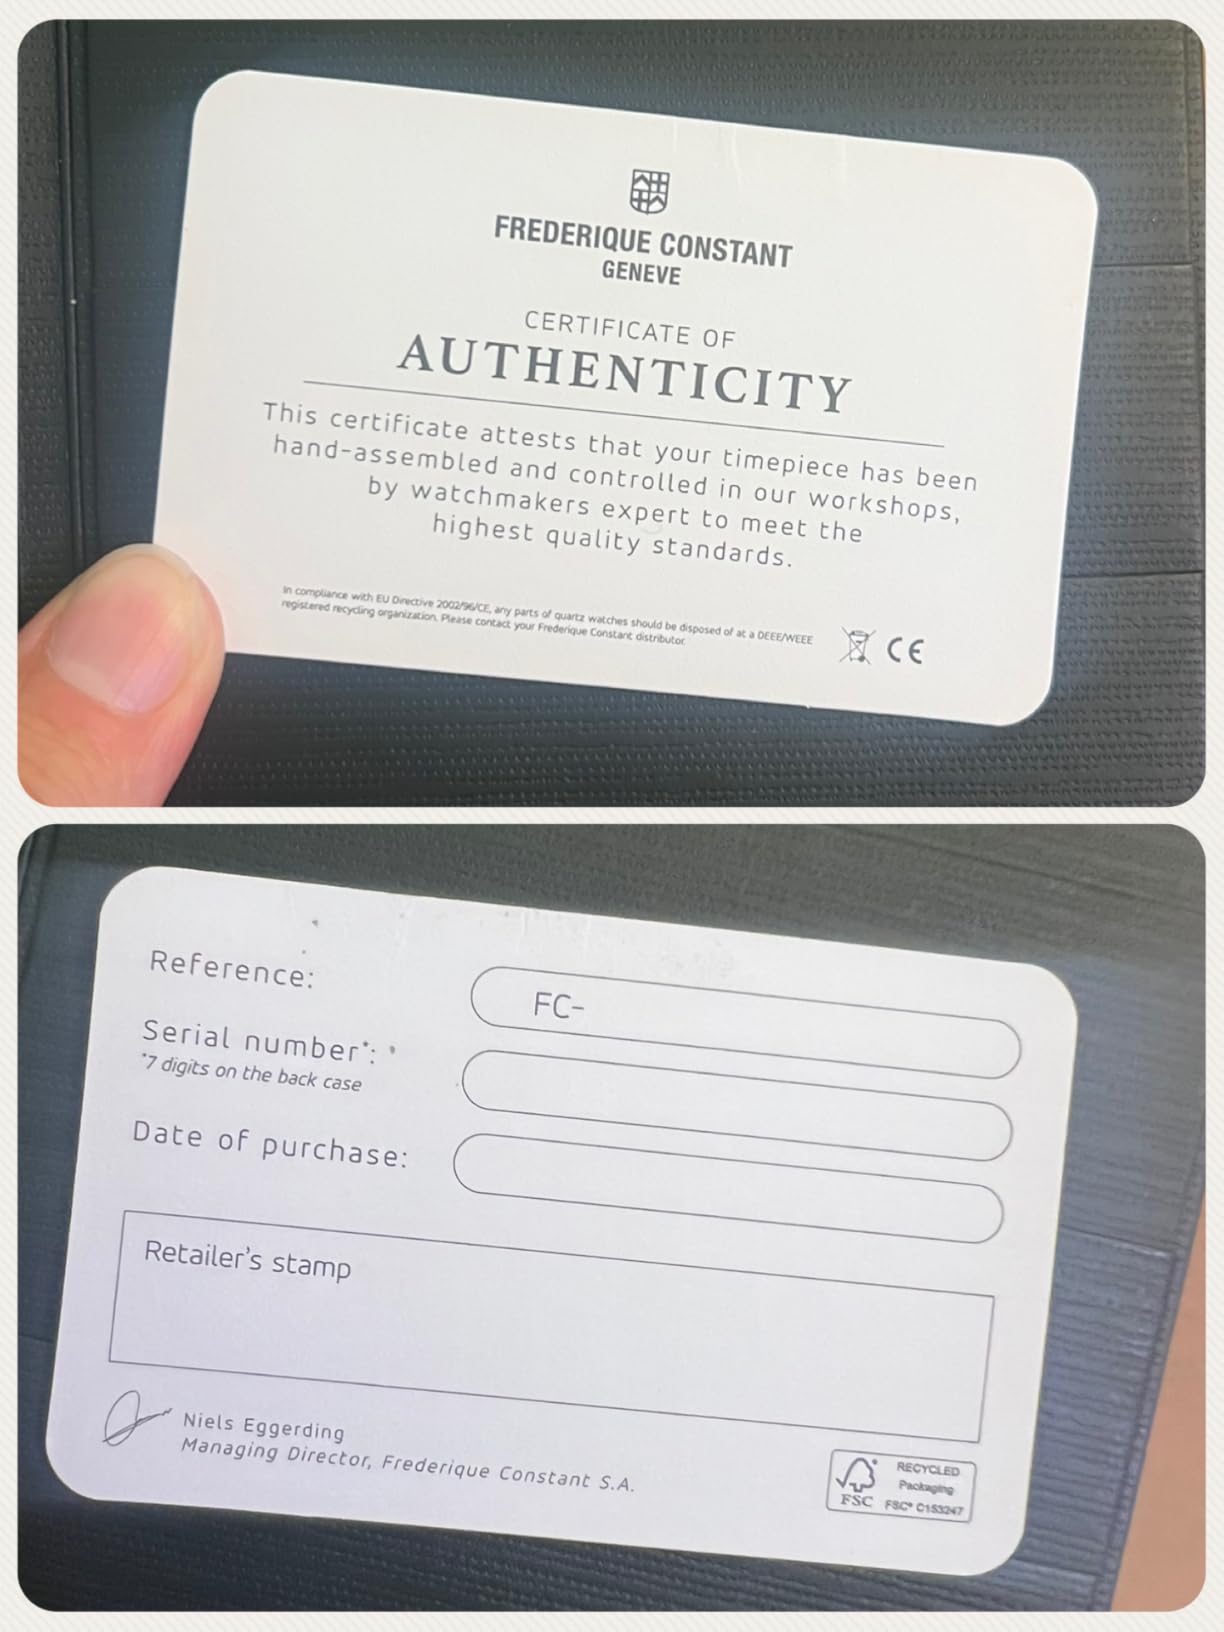 FREDERIQUE CONSTANT
GENEVE
CERTIFICATE OF
AUTHENTICITY
This certificate attests that your timepiece has been
hand-assembled and controlled in our workshops,
by watchmakers expert to meet the
highest quality standards.
In compliance with EU Directive 2002/96/CE, any parts of quartz watches should be disposed of at a DEEE/WEEE
registered recycling organization. Please contact your Frederique Constant distributor.
CE
Reference:
FC-
Serial number*:
*7 digits on the back case
Date of purchase:
Retailer's stamp
Niels Eggerding
Managing Director, Frederique Constant S.A.
FSC
RECYCLED
Packaging
FSC® C153247